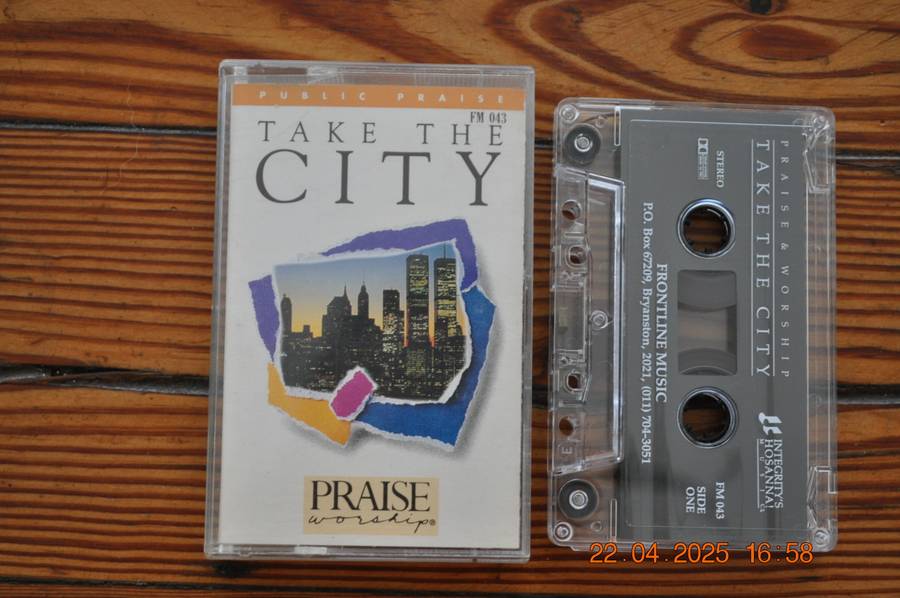 PUBLIC PRAISE
FM 043
TAKE THE
CITY
PRAISE
worship®
PRAISE & WORSHIP
TAKE THE CITY
STEREO
FRONTLINE MUSIC
P.O. Box 67209, Bryanston, 2021, (011) 704-3051
INTEGRITY'S
HOSANNA!
MUSIC
FM 043
SIDE
ONE
22.04.2025 16:58